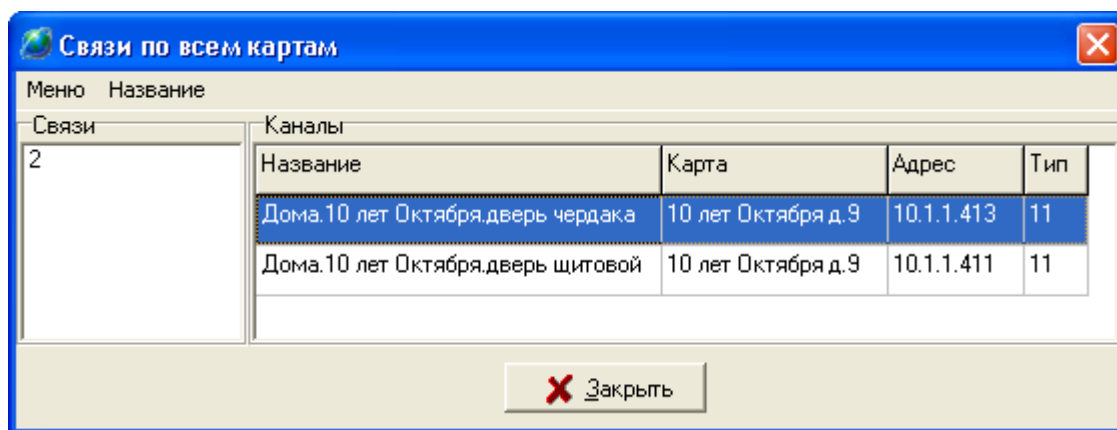 Связи по всем картам
Меню Название
Связи
2
Каналы
Название Карта Адрес Тип
Дома.10 лет Октября.дверь чердака 10 лет Октября д.9 10.1.1.413 11
Дома.10 лет Октября.дверь щитовой 10 лет Октября д.9 10.1.1.411 11
Закрыть